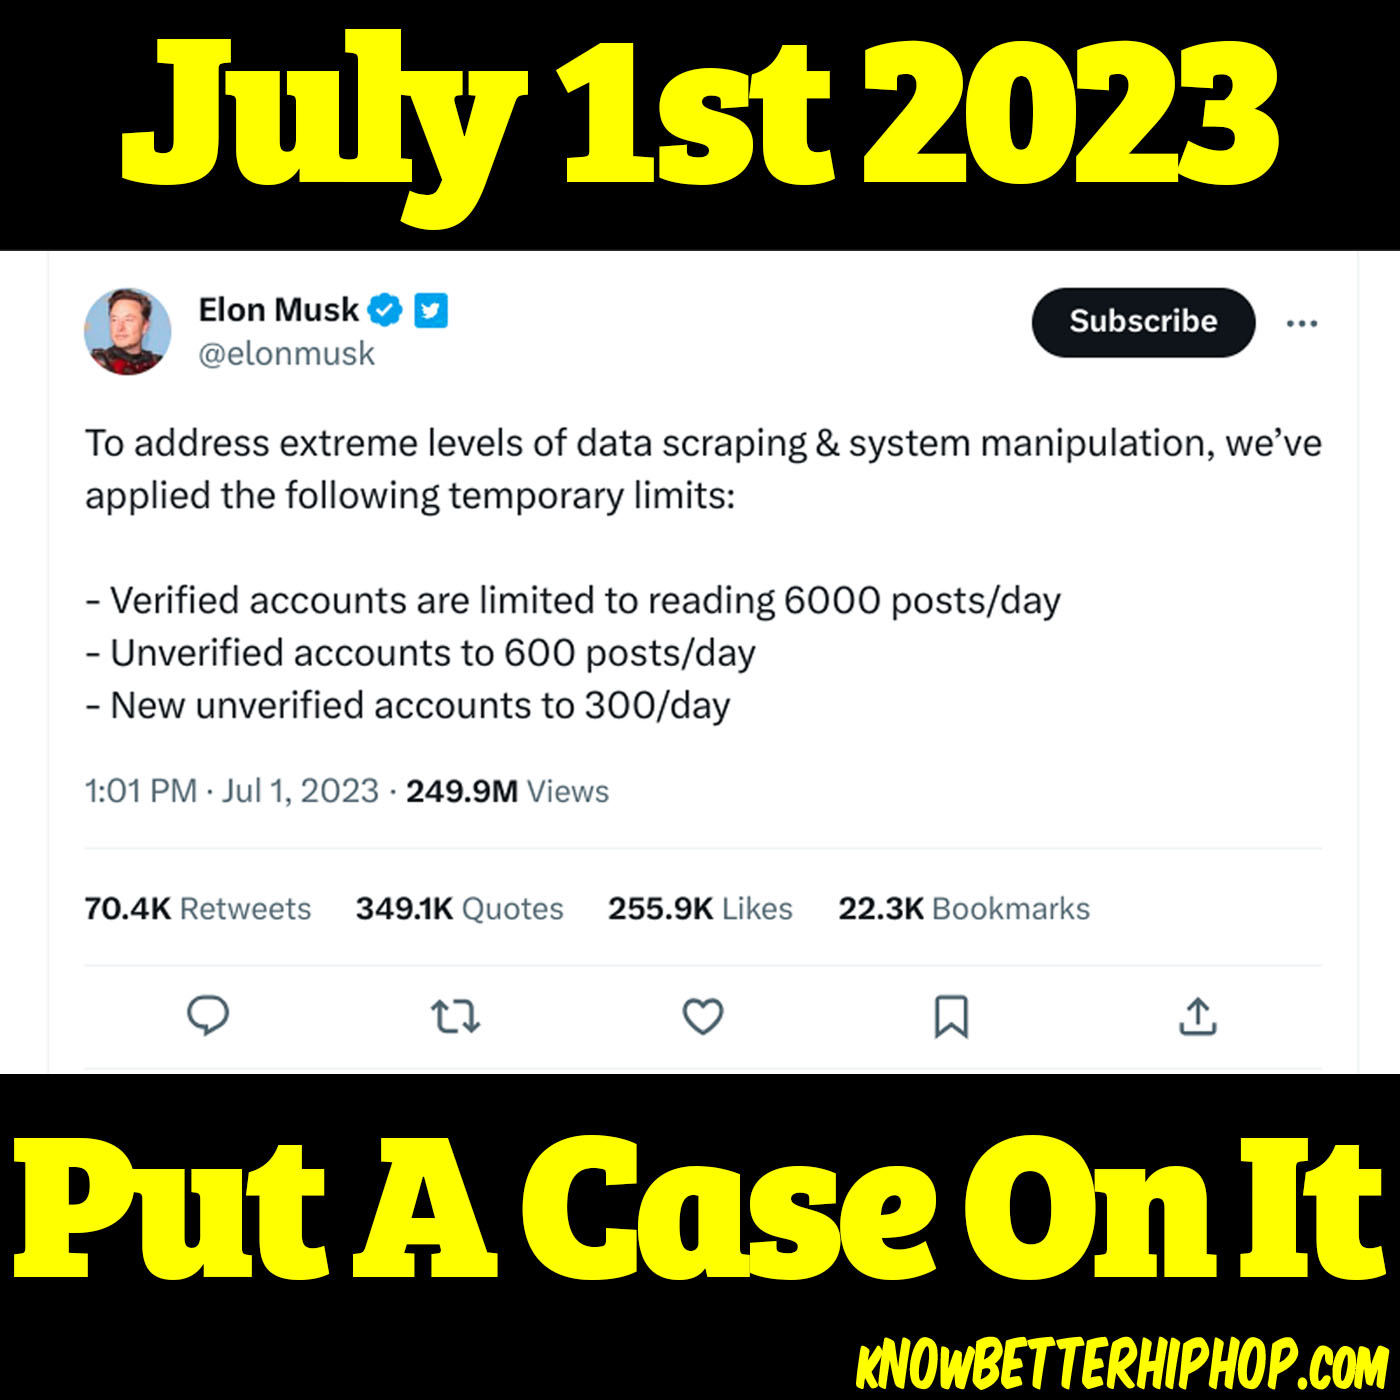 July 1st 2023
Elon Musk
Subscribe
@elonmusk
To address extreme levels of data scraping & system manipulation, we’ve
applied the following temporary limits:
- Verified accounts are limited to reading 6000 posts/day
- Unverified accounts to 600 posts/day
- New unverified accounts to 300/day
1:01 PM · Jul 1, 2023 · 249.9M Views
70.4K Retweets 349.1K Quotes 255.9K Likes 22.3K Bookmarks
Put A Case On It
KNOWBETTERHIPHOP.COM